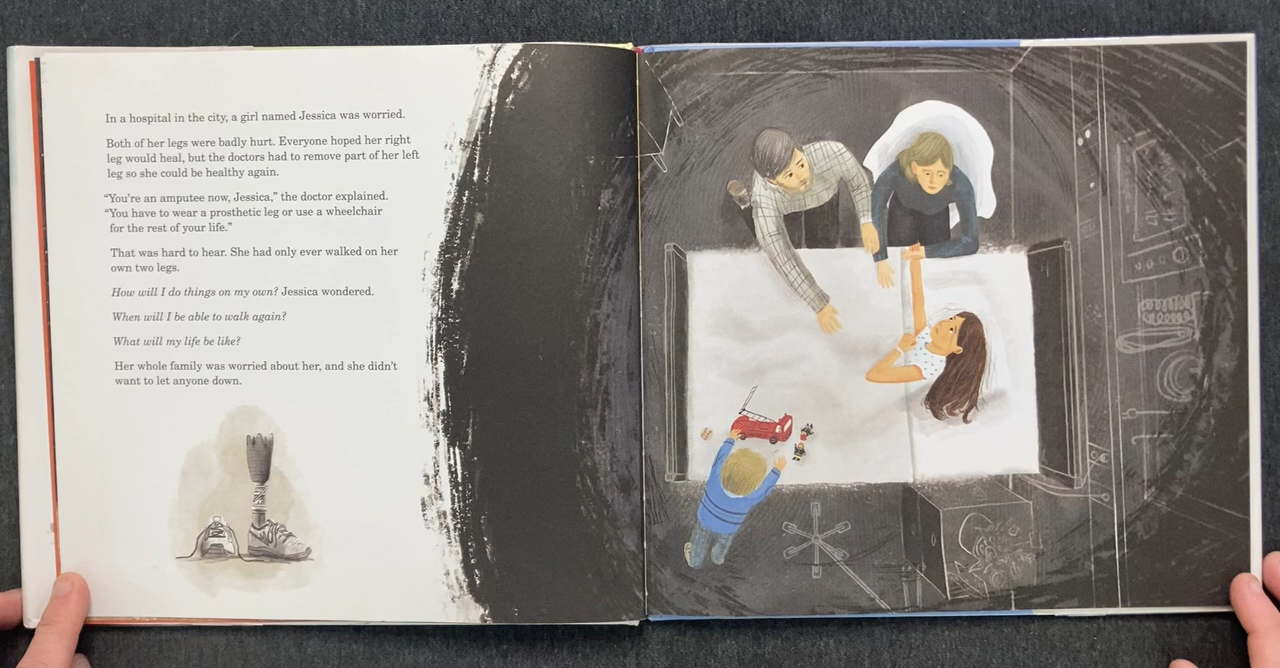 In a hospital in the city, a girl named Jessica was worried.
Both of her legs were badly hurt. Everyone hoped her right
leg would heal, but the doctors had to remove part of her left
leg so she could be healthy again.
“You’re an amputee now, Jessica,” the doctor explained.
“You have to wear a prosthetic leg or use a wheelchair
for the rest of your life.”
That was hard to hear. She had only ever walked on her
own two legs.
How will I do things on my own? Jessica wondered.
When will I be able to walk again?
What will my life be like?
Her whole family was worried about her, and she didn’t
want to let anyone down.